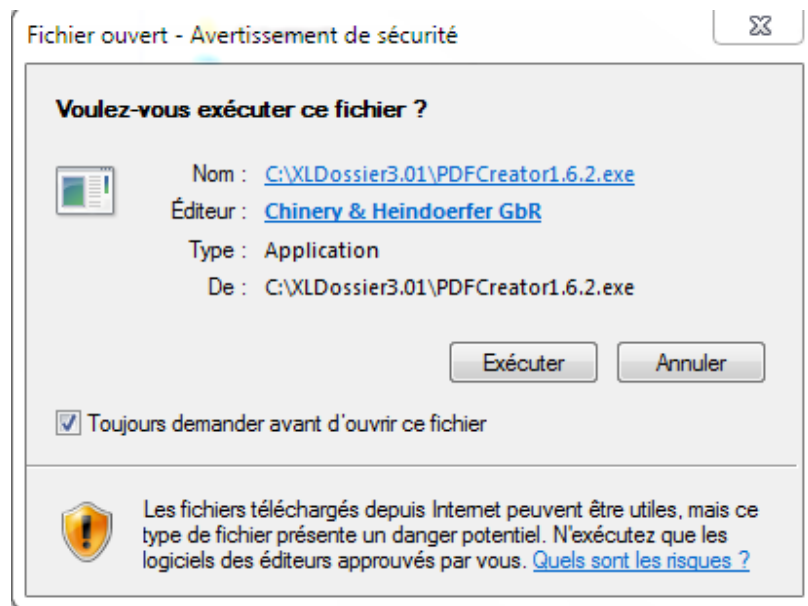 Fichier ouvert - Avertissement de sécurité
Voulez-vous exécuter ce fichier ?
Nom : C:\XLDossier3.01\PDFCreator1.6.2.exe
Éditeur : Chinery & Heindoerfer GbR
Type : Application
De : C:\XLDossier3.01\PDFCreator1.6.2.exe
Exécuter Annuler
Toujours demander avant d'ouvrir ce fichier
Les fichiers téléchargés depuis Internet peuvent être utiles, mais ce
type de fichier présente un danger potentiel. N'exécutez que les
logiciels des éditeurs approuvés par vous. Quels sont les risques ?